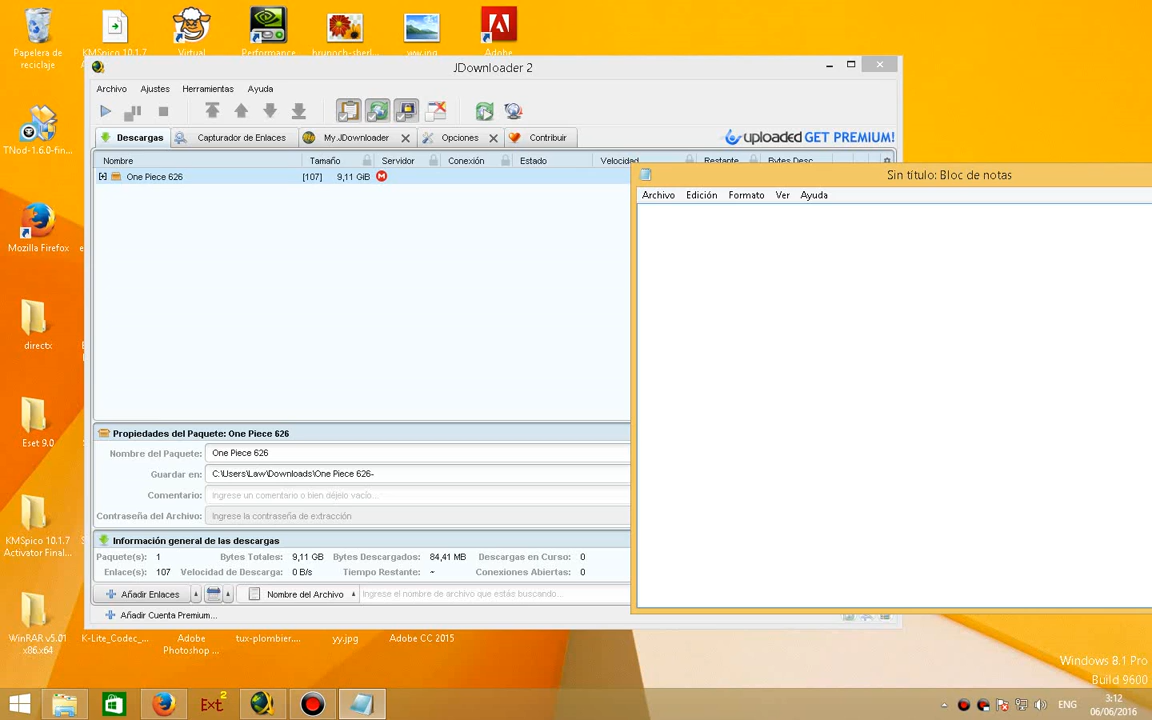 Papelera de
reciclaje
KMSpico 10.1.7
Virtual
Performance
yw.jpg
Adobe
JDownloader 2
Archivo Ajustes Herramientas Ayuda
Descargas Capturador de Enlaces My.JDownloader Opciones Contribuir
uploaded GET PREMIUM!
Nombre Tamaño Servidor Conexión Estado Velocidad Restante Bytes Desc
One Piece 626 [107] 9,11 GiB M
Sin título: Bloc de notas
Archivo Edición Formato Ver Ayuda
TNod-1.6.0-fin...
Mozilla Firefox
directx
Eset 9.0
KMSpico 10.1.7
Activator Final...
WinRAR v5.01
x86.x64
Propiedades del Paquete: One Piece 626
Nombre del Paquete: One Piece 626
Guardar en: C:\Users\Law\Downloads\One Piece 626-
Comentario: Ingrese un comentario o bien déjelo vacío...
Contraseña del Archivo: Ingrese la contraseña de extracción
Información general de las descargas
Paquete(s): 1 Bytes Totales: 9,11 GB Bytes Descargados: 84,41 MB Descargas en Curso: 0
Enlace(s): 107 Velocidad de Descarga: 0 B/s Tiempo Restante: ~ Conexiones Abiertas: 0
Añadir Enlaces Nombre del Archivo Ingrese el nombre de archivo que estás buscando...
Añadir Cuenta Premium...
K-Lite_Codec_...
Adobe
Photoshop ...
tux-plombier....
yy.jpg
Adobe CC 2015
Windows 8.1 Pro
Build 9600
Ext2
ENG
3:12
06/06/2016